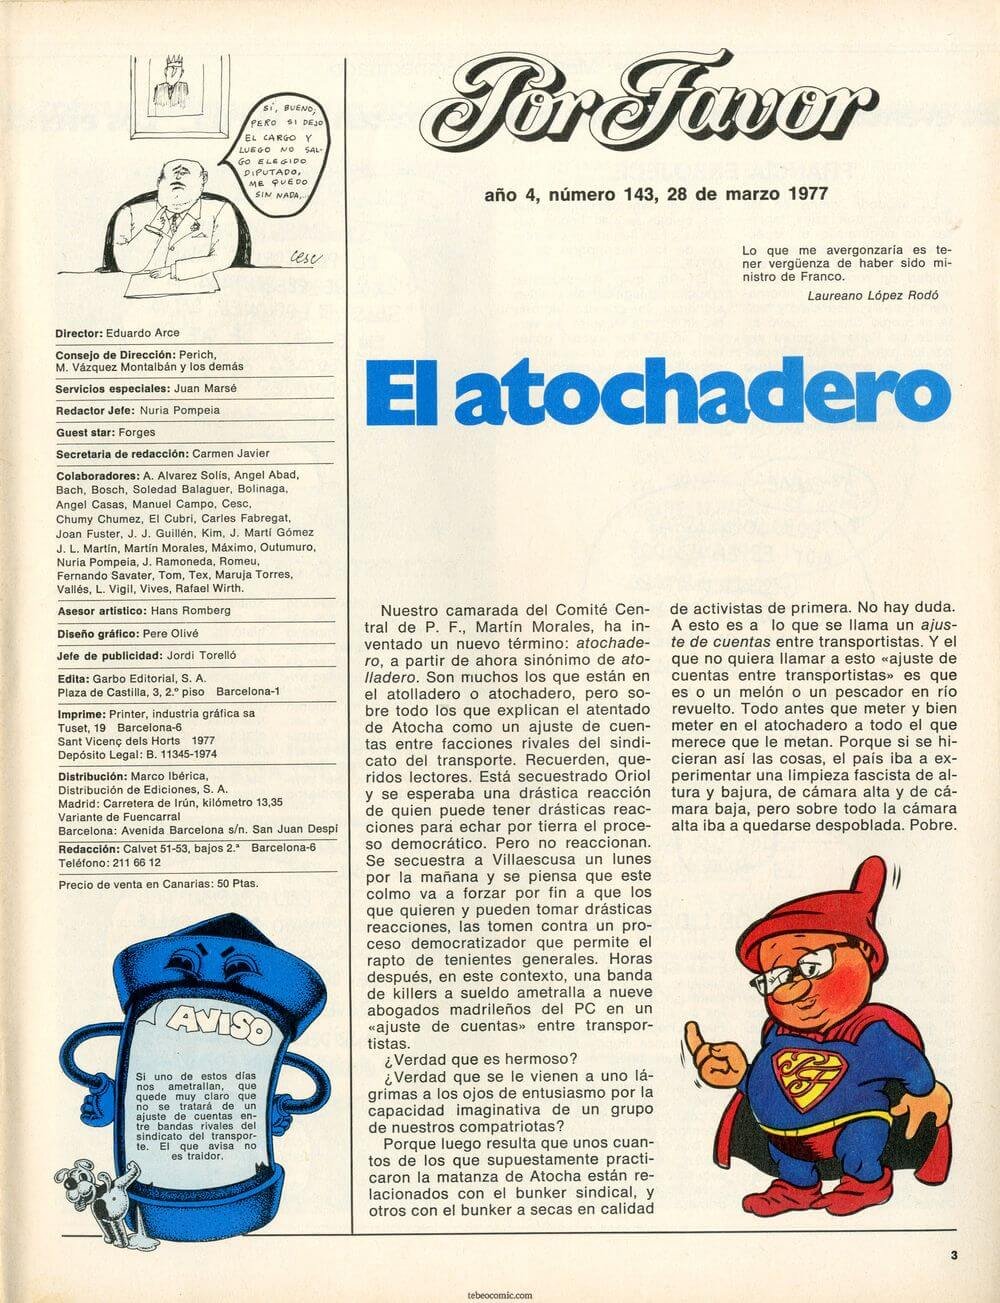 SÍ, BUENO;
PERO SI DEJO
EL CARGO Y
LUEGO NO SAL-
GO ELEGIDO
DIPUTADO,
ME QUEDO
SIN NADA...
CESC
Por Favor
año 4, número 143, 28 de marzo 1977
Lo que me avergonzaría es te-
ner vergüenza de haber sido mi-
nistro de Franco.
Laureano López Rodó
Director: Eduardo Arce
Consejo de Dirección: Perich,
M. Vázquez Montalbán y los demás
Servicios especiales: Juan Marsé
Redactor Jefe: Nuria Pompeia
Guest star: Forges
Secretaria de redacción: Carmen Javier
Colaboradores: A. Alvarez Solís, Angel Abad,
Bach, Bosch, Soledad Balaguer, Bolinaga,
Angel Casas, Manuel Campo, Cesc,
Chumy Chumez, El Cubri, Carles Fabregat,
Joan Fuster, J. J. Guillén, Kim, J. Martí Gómez
J. L. Martín, Martín Morales, Máximo, Outumuro,
Nuria Pompeia, J. Ramoneda, Romeu,
Fernando Savater, Tom, Tex, Maruja Torres,
Vallés, L. Vigil, Vives, Rafael Wirth.
Asesor artístico: Hans Romberg
Diseño gráfico: Pere Olivé
Jefe de publicidad: Jordi Torelló
Edita: Garbo Editorial, S. A.
Plaza de Castilla, 3, 2.º piso Barcelona-1
Imprime: Printer, industria gráfica sa
Tuset, 19 Barcelona-6
Sant Vicenç dels Horts 1977
Depósito Legal: B. 11345-1974
Distribución: Marco Ibérica,
Distribución de Ediciones, S. A.
Madrid: Carretera de Irún, kilómetro 13,35
Variante de Fuencarral
Barcelona: Avenida Barcelona s/n. San Juan Despí
Redacción: Calvet 51-53, bajos 2.ª Barcelona-6
Teléfono: 211 66 12
Precio de venta en Canarias: 50 Ptas.
AVISO
Si uno de estos días
nos ametrallan, que
quede muy claro que
no se tratará de un
ajuste de cuentas en-
tre bandas rivales del
sindicato del transpor-
te. El que avisa no
es traidor.
El atochadero
Nuestro camarada del Comité Cen-
tral de P. F., Martín Morales, ha in-
ventado un nuevo término: atochade-
ro, a partir de ahora sinónimo de ato-
lladero. Son muchos los que están en
el atolladero o atochadero, pero so-
bre todo los que explican el atentado
de Atocha como un ajuste de cuen-
tas entre facciones rivales del sindi-
cato del transporte. Recuerden, que-
ridos lectores. Está secuestrado Oriol
y se esperaba una drástica reacción
de quien puede tener drásticas reac-
ciones para echar por tierra el proce-
so democrático. Pero no reaccionan.
Se secuestra a Villaescusa un lunes
por la mañana y se piensa que este
colmo va a forzar por fin a que los
que quieren y pueden tomar drásticas
reacciones, las tomen contra un pro-
ceso democratizador que permite el
rapto de tenientes generales. Horas
después, en este contexto, una banda
de killers a sueldo ametralla a nueve
abogados madrileños del PC en un
«ajuste de cuentas» entre transpor-
tistas.
¿Verdad que es hermoso?
¿Verdad que se le vienen a uno lá-
grimas a los ojos de entusiasmo por la
capacidad imaginativa de un grupo
de nuestros compatriotas?
Porque luego resulta que unos cuan-
tos de los que supuestamente practi-
caron la matanza de Atocha están re-
lacionados con el bunker sindical, y
otros con el bunker a secas en calidad
de activistas de primera. No hay duda.
A esto es a lo que se llama un ajus-
te de cuentas entre transportistas. Y el
que no quiera llamar a esto «ajuste de
cuentas entre transportistas» es que
es o un melón o un pescador en río
revuelto. Todo antes que meter y bien
meter en el atochadero a todo el que
merece que le metan. Porque si se hi-
cieran así las cosas, el país iba a ex-
perimentar una limpieza fascista de al-
tura y bajura, de cámara alta y de cá-
mara baja, pero sobre todo la cámara
alta iba a quedarse despoblada. Pobre.
PF
3
tebeocomic.com